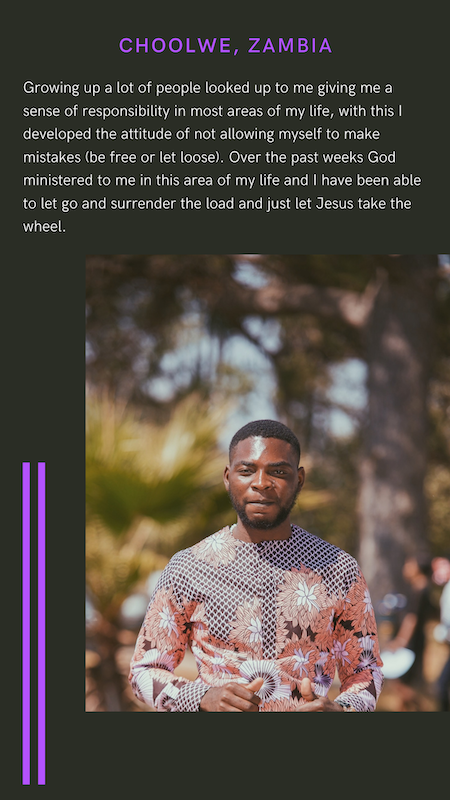 CHOOLWE, ZAMBIA
Growing up a lot of people looked up to me giving me a
sense of responsibility in most areas of my life, with this I
developed the attitude of not allowing myself to make
mistakes (be free or let loose). Over the past weeks God
ministered to me in this area of my life and I have been able
to let go and surrender the load and just let Jesus take the
wheel.